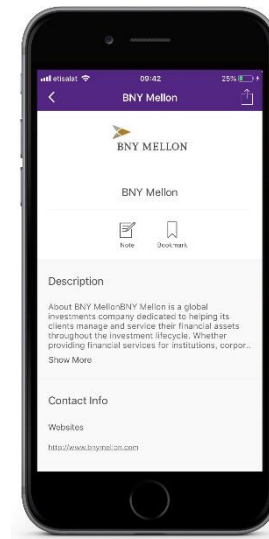 etisalat 09:42 25%
BNY Mellon
BNY MELLON
BNY Mellon
Note Bookmark
Description
About BNY MellonBNY Mellon is a global
investments company dedicated to helping its
clients manage and service their financial assets
throughout the investment lifecycle. Whether
providing financial services for institutions, corpor..
Show More
Contact Info
Websites
http://www.bnymellon.com